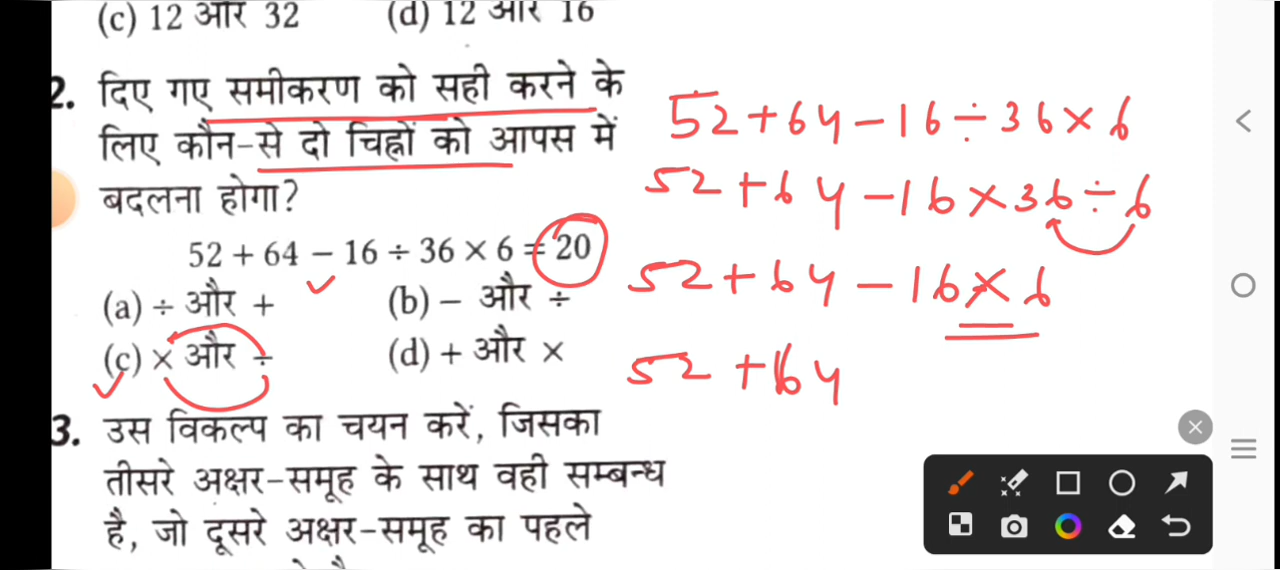 (c) 12 और 32 (d) 12 और 16
2. दिए गए समीकरण को सही करने के
लिए कौन-से दो चिह्नों को आपस में
बदलना होगा?
52 + 64 − 16 ÷ 36 × 6 = 20
(a) ÷ और + (b) − और ÷
(c) × और ÷ (d) + और ×
3. उस विकल्प का चयन करें, जिसका
तीसरे अक्षर-समूह के साथ वही सम्बन्ध
है, जो दूसरे अक्षर-समूह का पहले
52+64−16÷36×6
52+64−16×36÷6
52+64−16×6
52+64